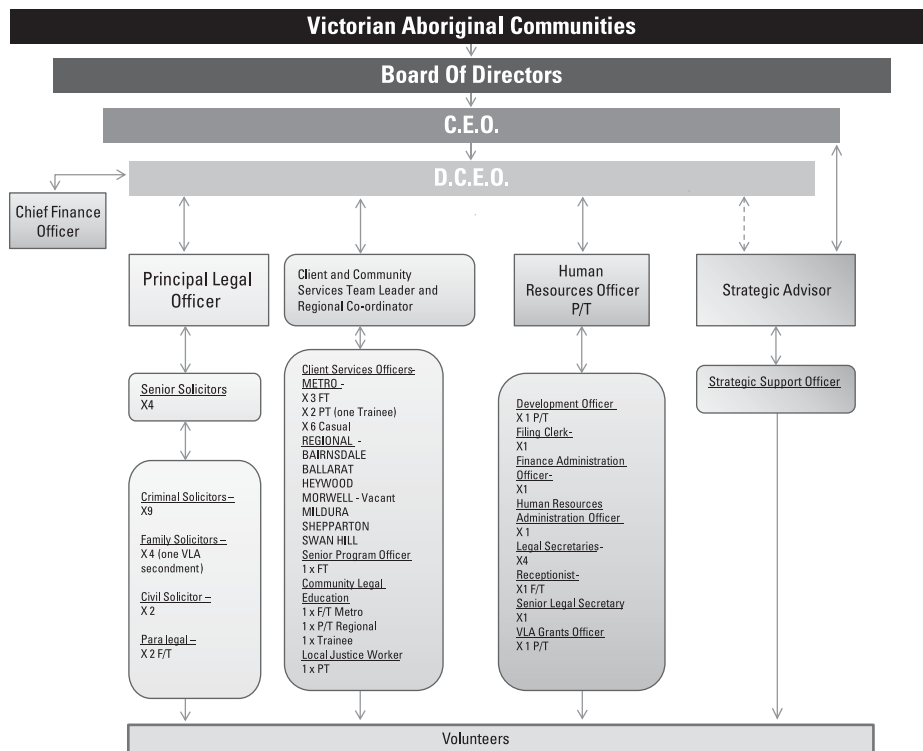 Victorian Aboriginal Communities
Board Of Directors
C.E.O.
D.C.E.O.
Chief Finance
Officer
Principal Legal
Officer
Client and Community
Services Team Leader and
Regional Co-ordinator
Human
Resources Officer
P/T
Strategic Advisor
Senior Solicitors
X4
Criminal Solicitors–
X9
Family Solicitors–
X 4 (one VLA
secondment)
Civil Solicitor –
X 2
Para legal –
X 2 F/T
Client Services Officers-
METRO -
X 3 FT
X 2 PT (one Trainee)
X 6 Casual
REGIONAL -
BAIRNSDALE
BALLARAT
HEYWOOD
MORWELL - Vacant
MILDURA
SHEPPARTON
SWAN HILL
Senior Program Officer
1 x FT
Community Legal
Education
1 x F/T Metro
1 x P/T Regional
1 x Trainee
Local Justice Worker
1 x PT
Development Officer
X 1 P/T
Filing Clerk-
X1
Finance Administration
Officer-
X1
Human Resources
Administration Officer
X 1
Legal Secretaries-
X4
Receptionist-
X1 F/T
Senior Legal Secretary
X1
VLA Grants Officer
X 1 P/T
Strategic Support Officer
Volunteers